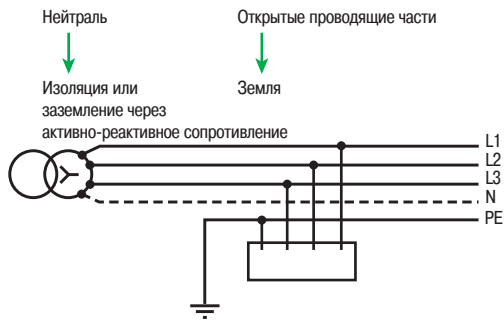 Нейтраль
Открытые проводящие части
Изоляция или
заземление через
активно-реактивное сопротивление
Земля
L1
L2
L3
N
PE